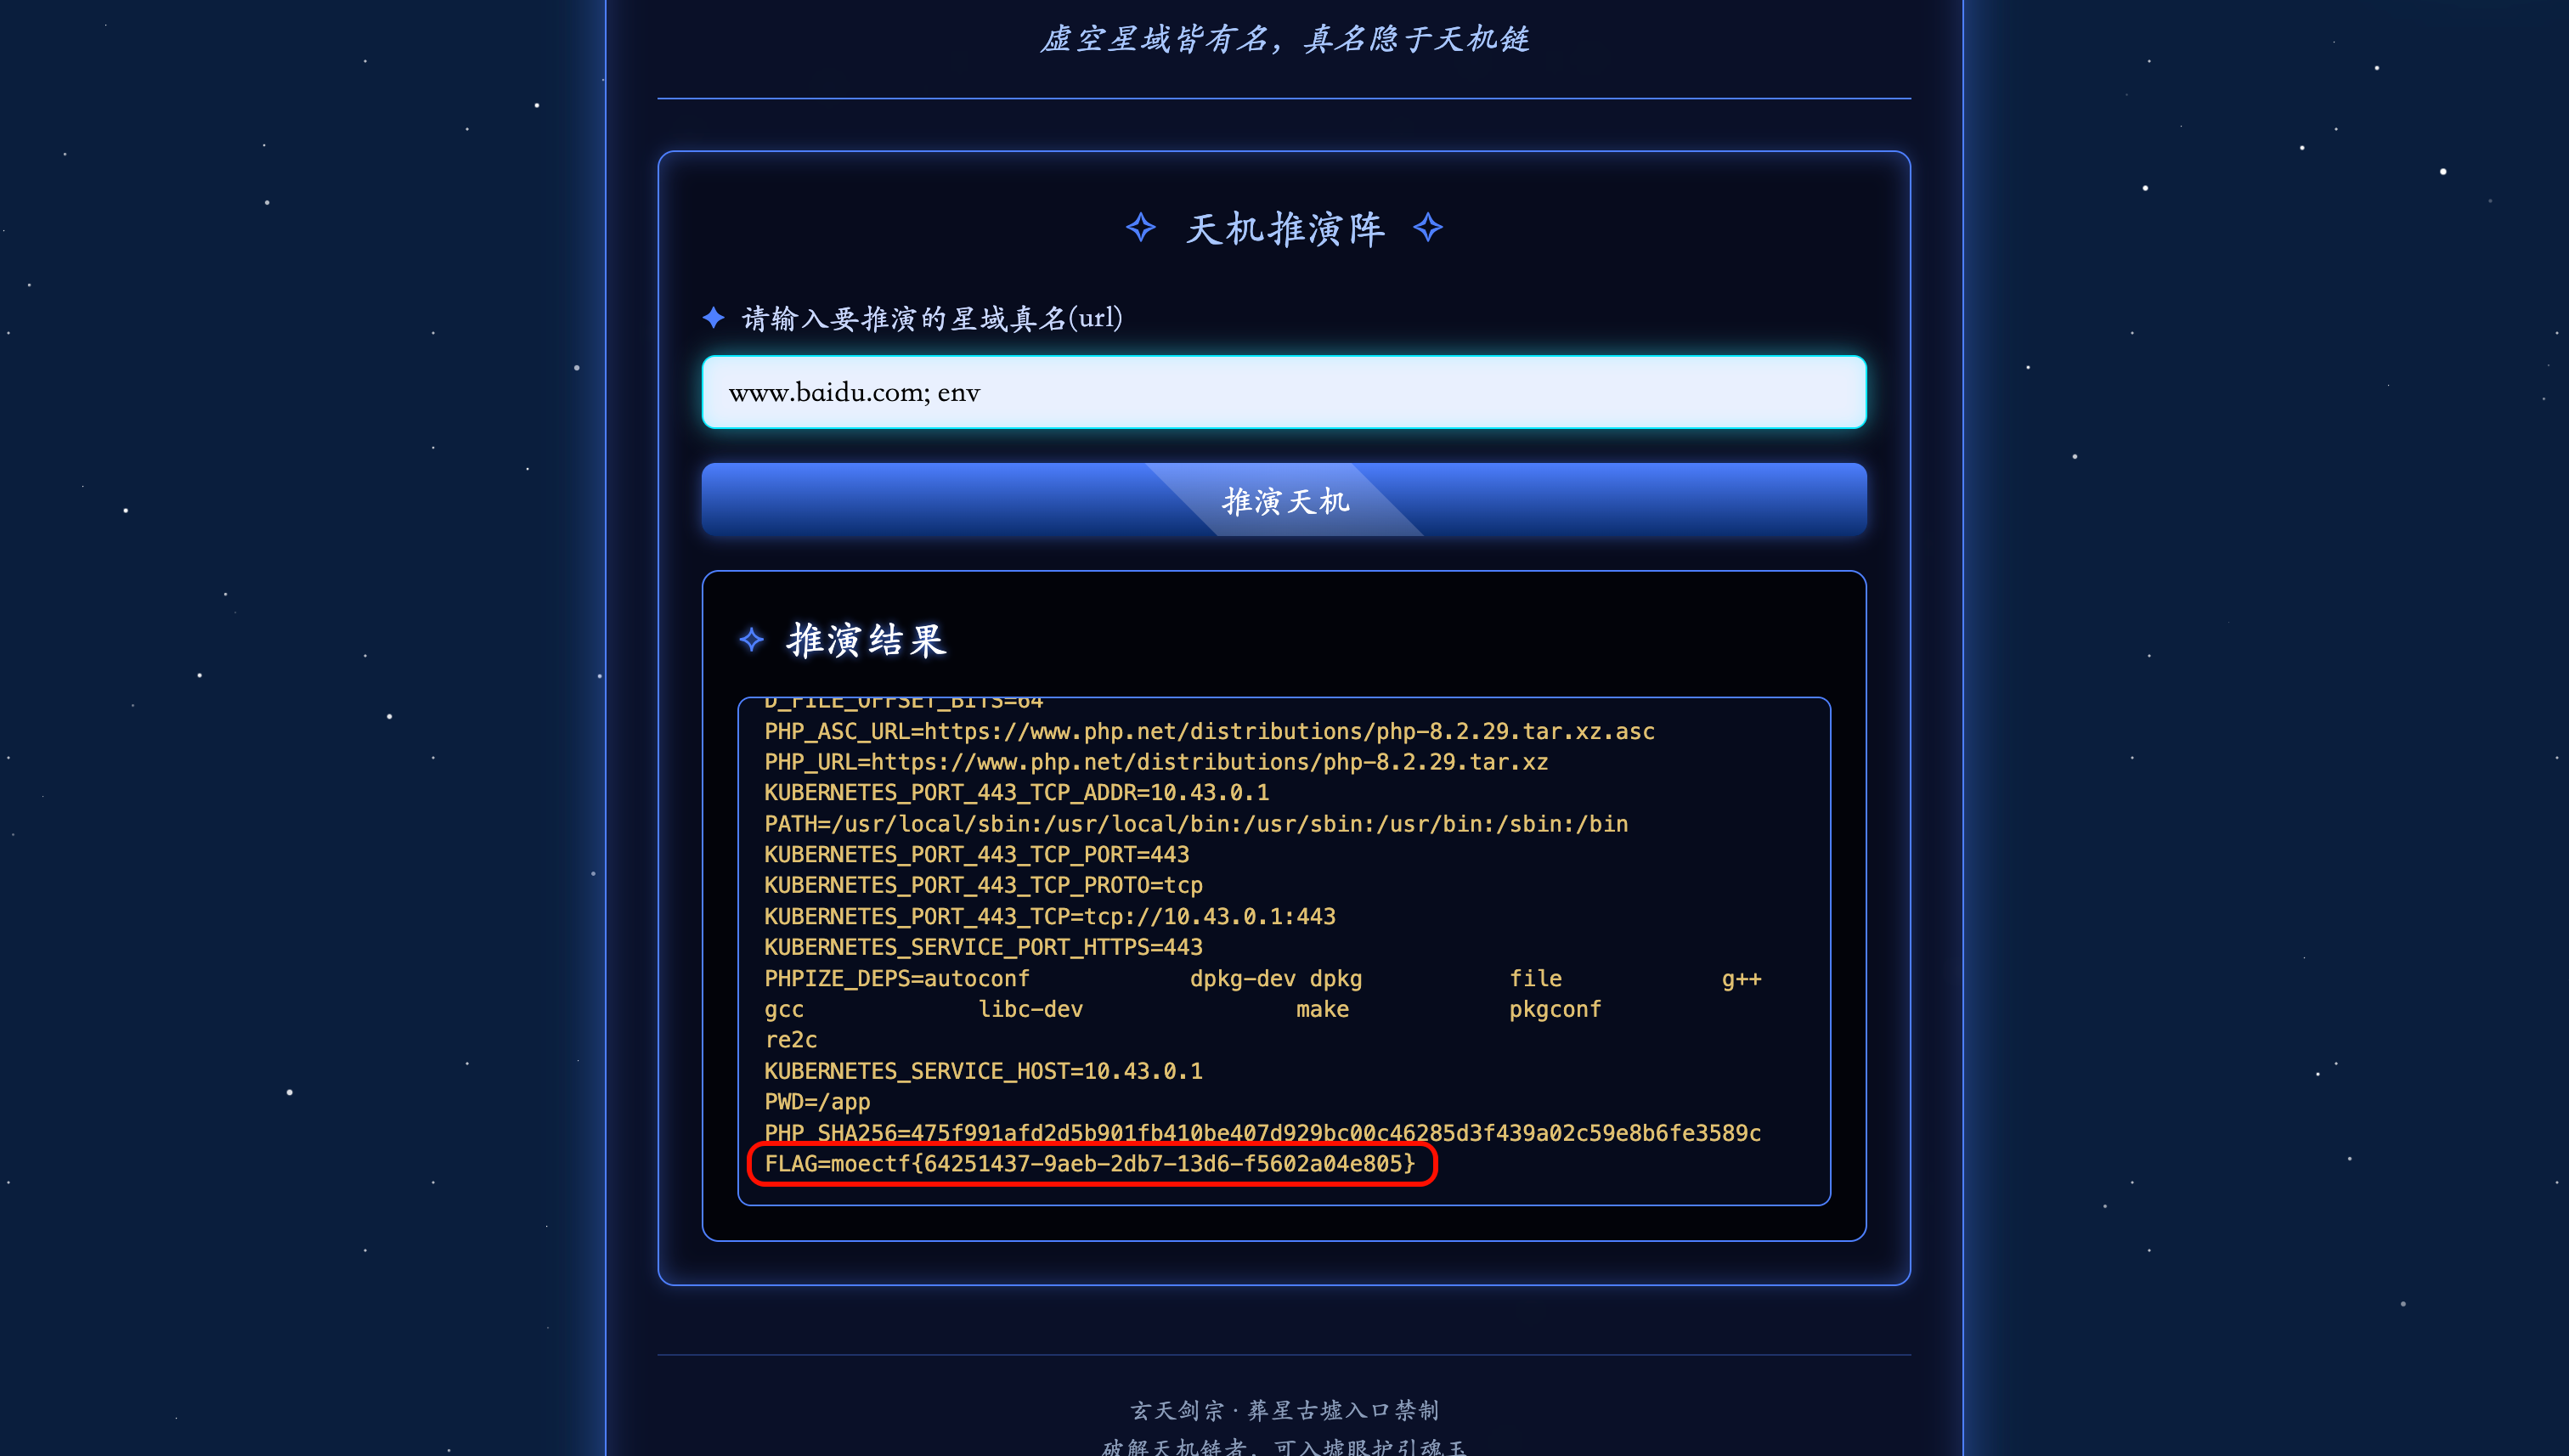 虚空星域皆有名，真名隐于天机链
天机推演阵
请输入要推演的星域真名(url)
www.baidu.com; env
推演天机
推演结果
D_FILE_OFFSET_BITS=64
PHP_ASC_URL=https://www.php.net/distributions/php-8.2.29.tar.xz.asc
PHP_URL=https://www.php.net/distributions/php-8.2.29.tar.xz
KUBERNETES_PORT_443_TCP_ADDR=10.43.0.1
PATH=/usr/local/sbin:/usr/local/bin:/usr/sbin:/usr/bin:/sbin:/bin
KUBERNETES_PORT_443_TCP_PORT=443
KUBERNETES_PORT_443_TCP_PROTO=tcp
KUBERNETES_PORT_443_TCP=tcp://10.43.0.1:443
KUBERNETES_SERVICE_PORT_HTTPS=443
PHPIZE_DEPS=autoconf dpkg-dev dpkg file g++
gcc libc-dev make pkgconf
re2c
KUBERNETES_SERVICE_HOST=10.43.0.1
PWD=/app
PHP_SHA256=475f991afd2d5b901fb410be407d929bc00c46285d3f439a02c59e8b6fe3589c
FLAG=moectf{64251437-9aeb-2db7-13d6-f5602a04e805}
玄天剑宗 · 葬星古墟入口禁制
破解天机链者，可入墟眼护引魂玉